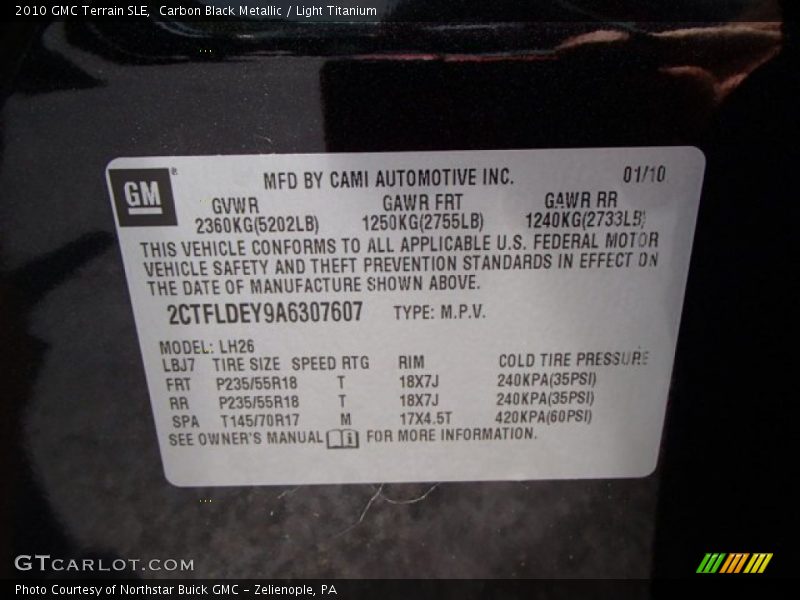 2010 GMC Terrain SLE, Carbon Black Metallic / Light Titanium
GM ®
MFD BY CAMI AUTOMOTIVE INC. 01/10
GVWR GAWR FRT GAWR RR
2360KG(5202LB) 1250KG(2755LB) 1240KG(2733LB)
THIS VEHICLE CONFORMS TO ALL APPLICABLE U.S. FEDERAL MOTOR
VEHICLE SAFETY AND THEFT PREVENTION STANDARDS IN EFFECT ON
THE DATE OF MANUFACTURE SHOWN ABOVE.
2CTFLDEY9A6307607 TYPE: M.P.V.
MODEL: LH26
LBJ7 TIRE SIZE SPEED RTG RIM COLD TIRE PRESSURE
FRT P235/55R18 T 18X7J 240KPA(35PSI)
RR P235/55R18 T 18X7J 240KPA(35PSI)
SPA T145/70R17 M 17X4.5T 420KPA(60PSI)
SEE OWNER'S MANUAL i FOR MORE INFORMATION.
GTCARLOT.COM
Photo Courtesy of Northstar Buick GMC - Zelienople, PA